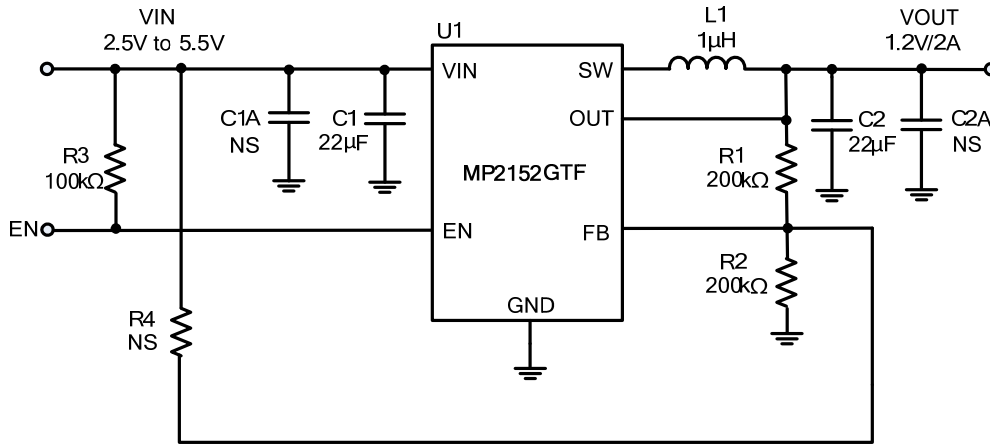 VIN
2.5V to 5.5V
U1
L1
1µH
VOUT
1.2V/2A
VIN
SW
C1A
NS
C1
22µF
OUT
C2
22µF
C2A
NS
R3
100kΩ
MP2152GTF
R1
200kΩ
EN
EN
FB
R2
200kΩ
GND
R4
NS